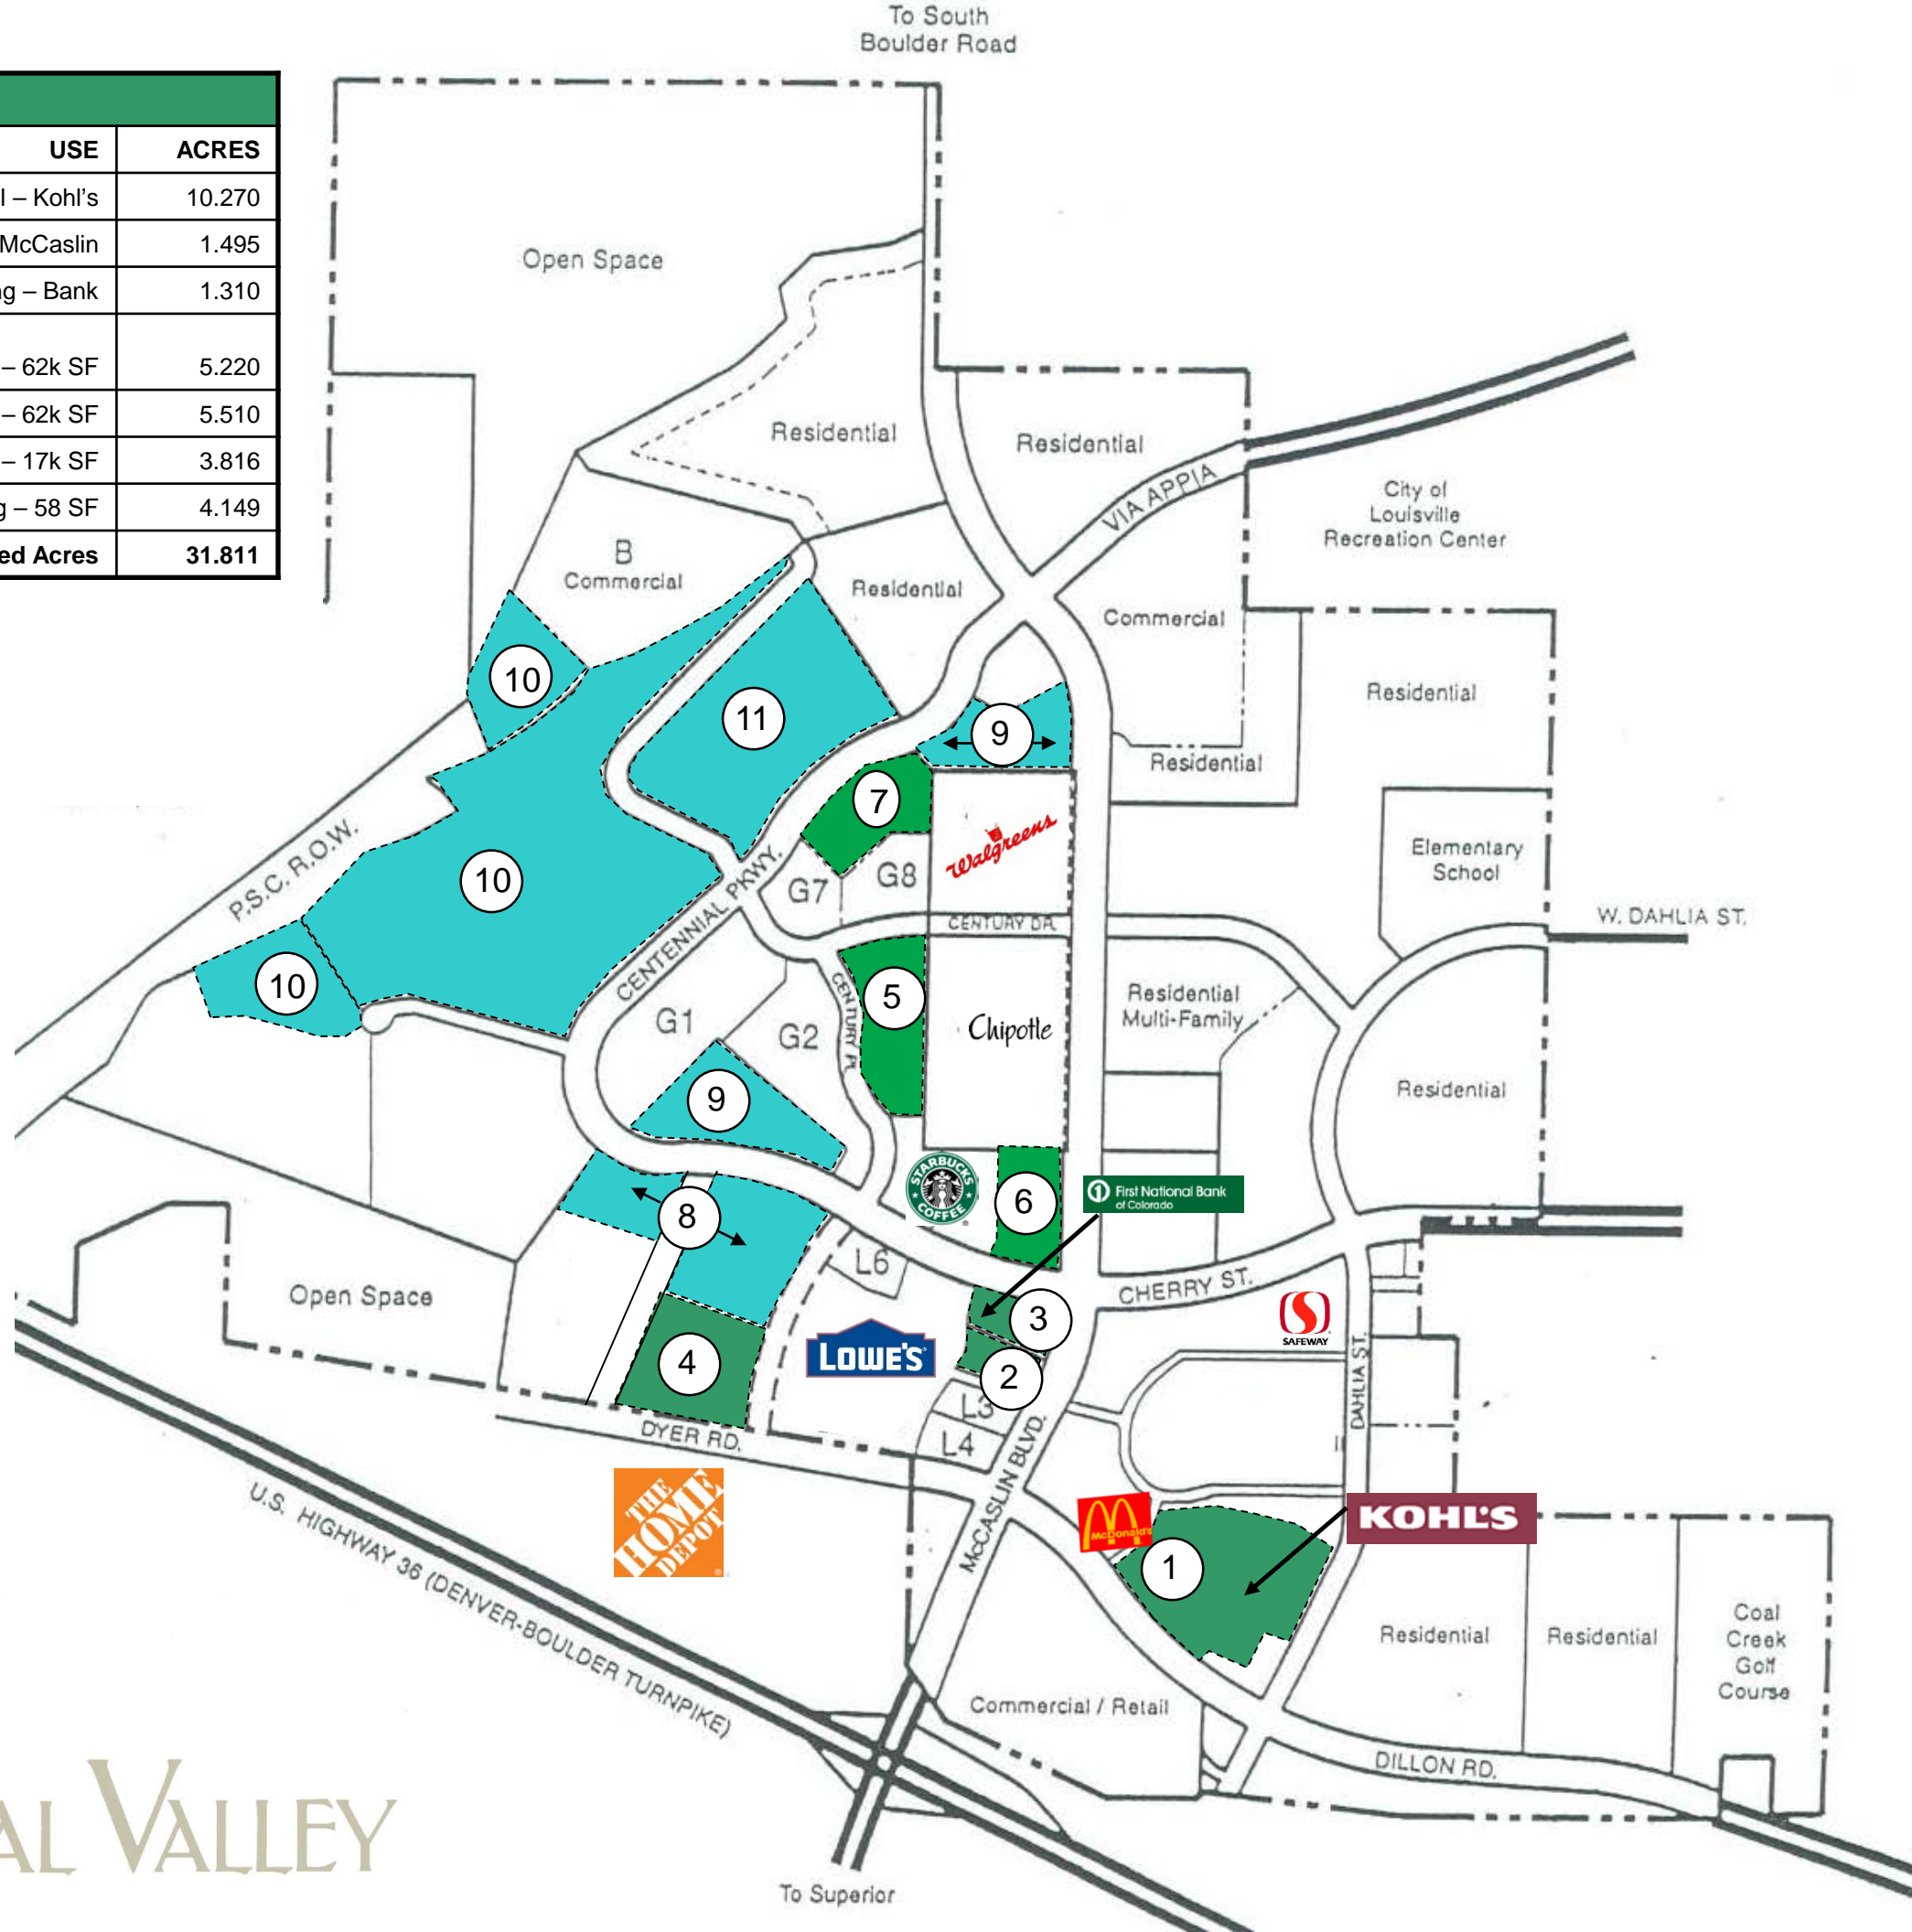 To South
Boulder Road
USE ACRES
l – Kohl's 10.270
McCaslin 1.495
g – Bank 1.310
– 62k SF 5.220
– 62k SF 5.510
– 17k SF 3.816
g – 58 SF 4.149
ed Acres 31.811
Open Space
Residential
Residential
VIA APPIA
City of
Louisville
Recreation Center
B
Commercial
Residential
Commercial
10
11
9
Residential
Residential
7
Walgreens
Elementary
School
P.S.C. R.O.W.
10
CENTENNIAL PKWY.
G7
G8
CENTURY DR.
W. DAHLIA ST.
10
G1
G2
CENTURY PL
5
Chipotle
Residential
Multi-Family
Residential
9
STARBUCKS
COFFEE
6
1 First National Bank
of Colorado
8
L6
CHERRY ST.
Open Space
3
SAFEWAY
4
LOWE'S
2
L3
L4
DAHLIA ST.
DYER RD.
McCASLIN BLVD.
THE
HOME
DEPOT
U.S. HIGHWAY 36 (DENVER-BOULDER TURNPIKE)
McDonald's
KOHL'S
1
Residential
Residential
Coal
Creek
Golf
Course
Commercial / Retail
DILLON RD.
AL VALLEY
To Superior